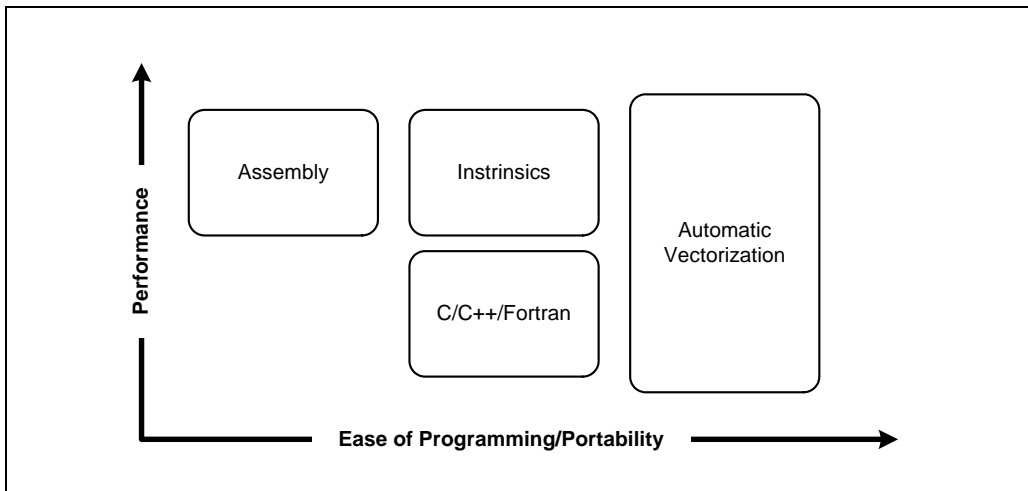 Assembly
Instrinsics
Automatic
Vectorization
C/C++/Fortran
Performance
Ease of Programming/Portability